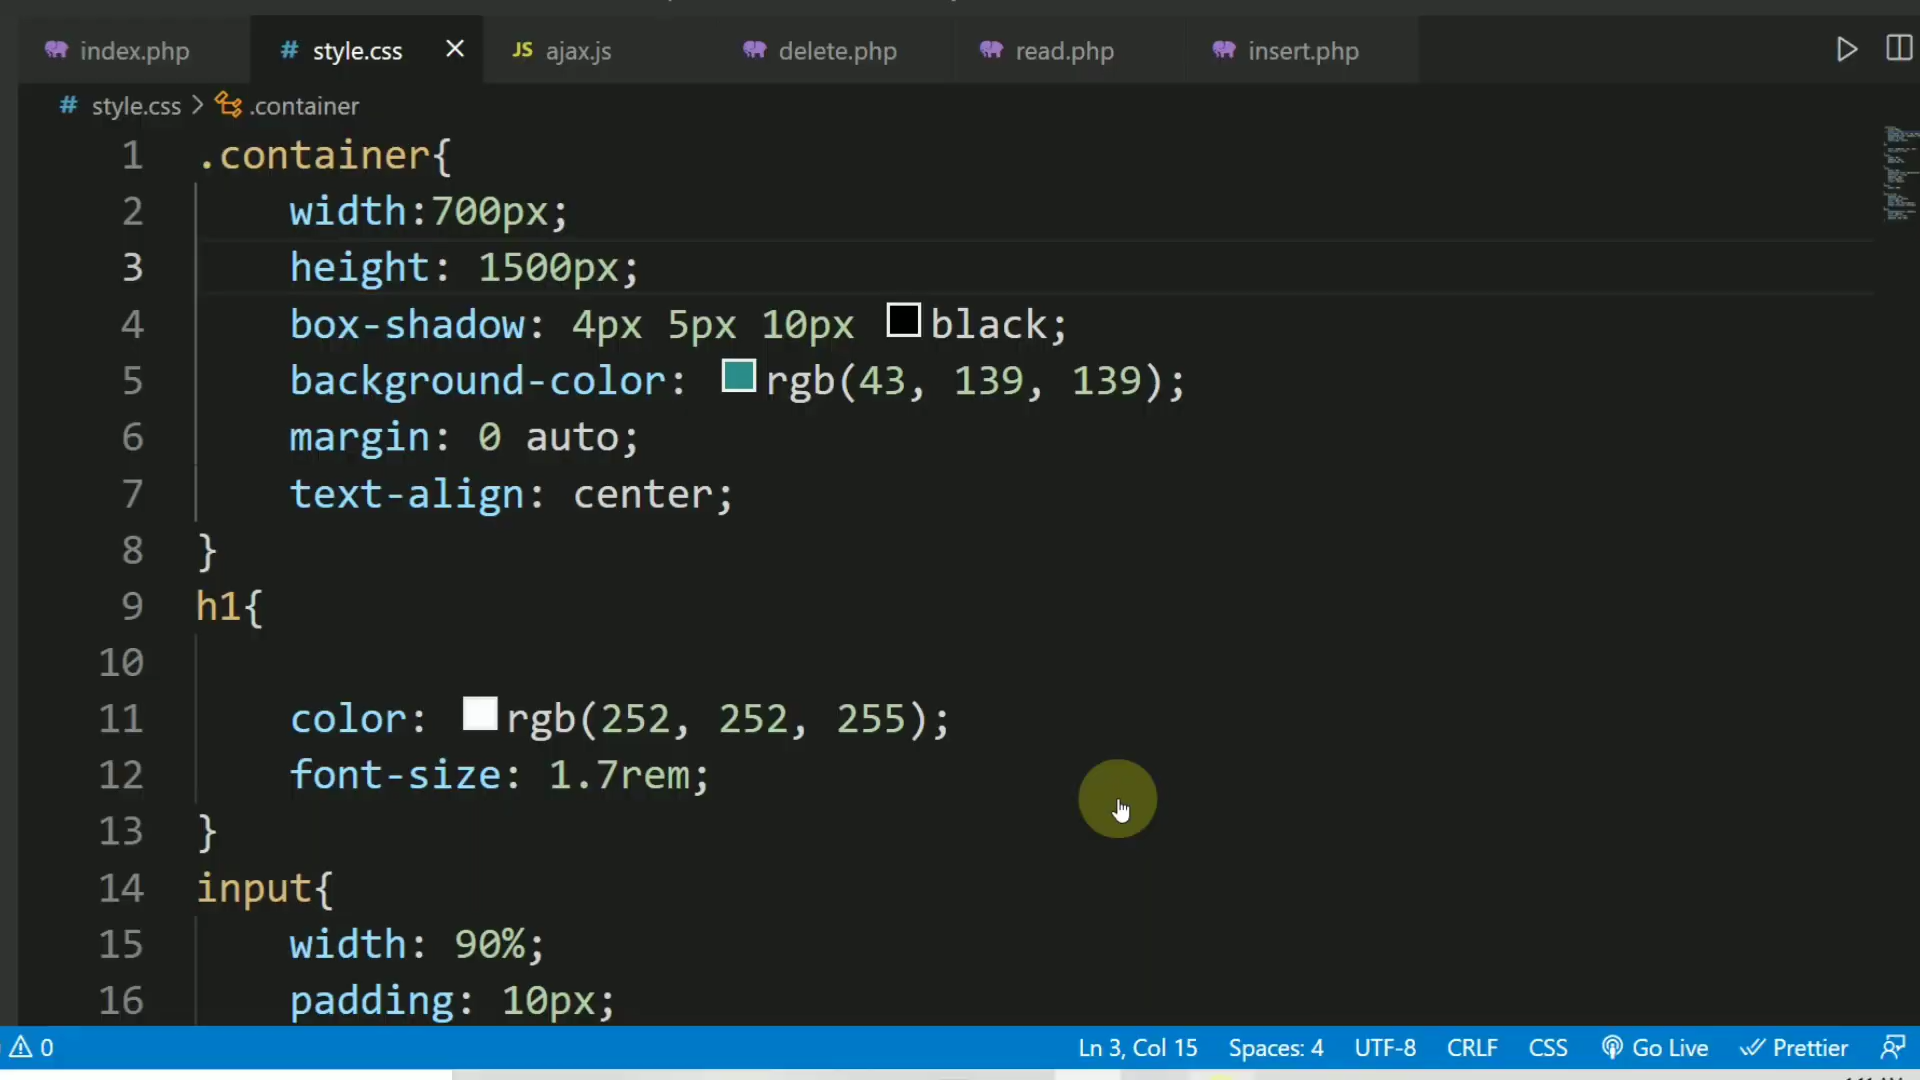 index.php style.css ajax.js delete.php read.php insert.php
# style.css > .container
1 .container{
2 width:700px;
3 height: 1500px;
4 box-shadow: 4px 5px 10px black;
5 background-color: rgb(43, 139, 139);
6 margin: 0 auto;
7 text-align: center;
8 }
9 h1{
10
11 color: rgb(252, 252, 255);
12 font-size: 1.7rem;
13 }
14 input{
15 width: 90%;
16 padding: 10px;
0 Ln 3, Col 15 Spaces: 4 UTF-8 CRLF CSS Go Live Prettier